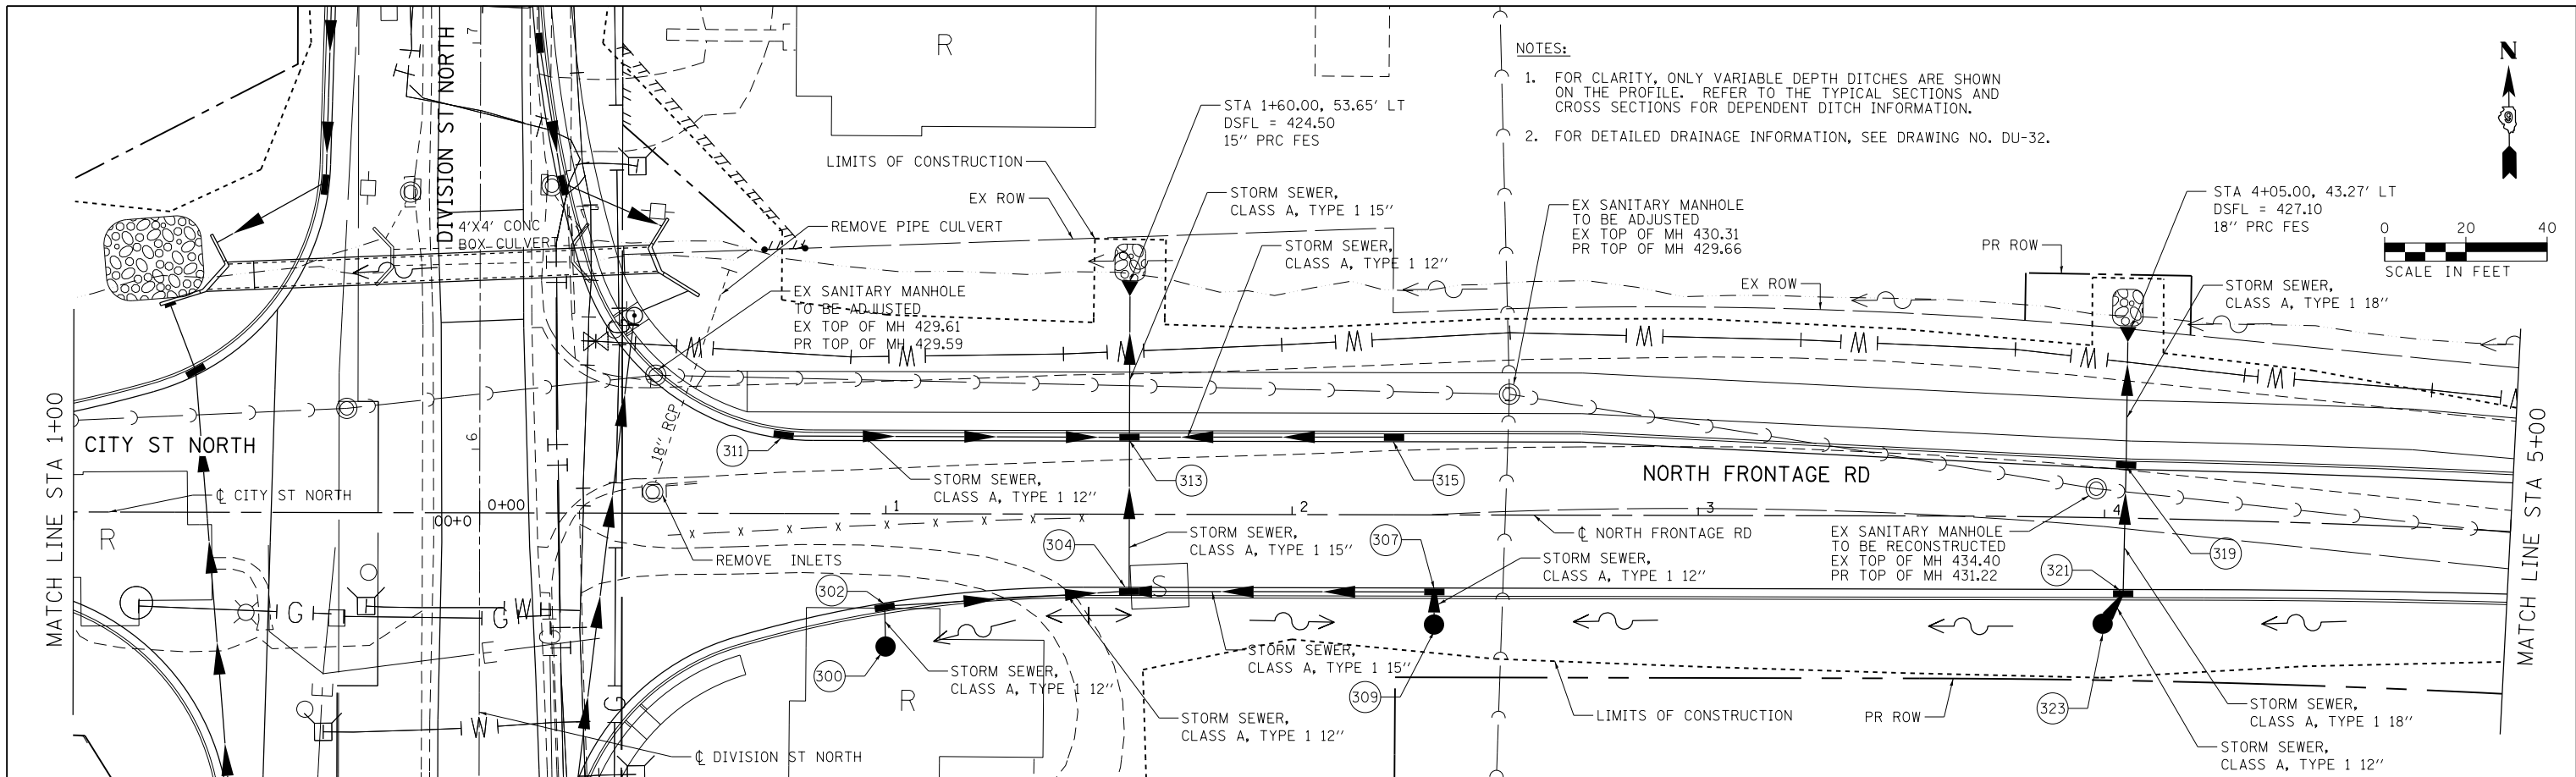 NOTES:
1. FOR CLARITY, ONLY VARIABLE DEPTH DITCHES ARE SHOWN
ON THE PROFILE. REFER TO THE TYPICAL SECTIONS AND
CROSS SECTIONS FOR DEPENDENT DITCH INFORMATION.
2. FOR DETAILED DRAINAGE INFORMATION, SEE DRAWING NO. DU-32.
N
0 20 40
SCALE IN FEET
R
7
DIVISION ST NORTH
STA 1+60.00, 53.65' LT
DSFL = 424.50
15" PRC FES
LIMITS OF CONSTRUCTION
EX ROW
REMOVE PIPE CULVERT
4'X4' CONC
BOX CULVERT
STORM SEWER,
CLASS A, TYPE 1 15"
STORM SEWER,
CLASS A, TYPE 1 12"
EX SANITARY MANHOLE
TO BE ADJUSTED
EX TOP OF MH 430.31
PR TOP OF MH 429.66
STA 4+05.00, 43.27' LT
DSFL = 427.10
18" PRC FES
PR ROW
EX ROW
STORM SEWER,
CLASS A, TYPE 1 18"
EX SANITARY MANHOLE
TO BE ADJUSTED
EX TOP OF MH 429.61
PR TOP OF MH 429.59
M M M M M M M M
MATCH LINE STA 1+00
CITY ST NORTH
6
18" RCP
311
STORM SEWER,
CLASS A, TYPE 1 12"
313
315
NORTH FRONTAGE RD
MATCH LINE STA 5+00
℄ CITY ST NORTH
0+00
0+00
1
2
3
4
R
X X X X X X X X X
REMOVE INLETS
STORM SEWER,
CLASS A, TYPE 1 15"
℄ NORTH FRONTAGE RD
304
307
STORM SEWER,
CLASS A, TYPE 1 12"
EX SANITARY MANHOLE
TO BE RECONSTRUCTED
EX TOP OF MH 434.40
PR TOP OF MH 431.22
319
321
302
S
G G W G
E
E
G
W
300
STORM SEWER,
CLASS A, TYPE 1 12"
R
STORM SEWER,
CLASS A, TYPE 1 15"
309
STORM SEWER,
CLASS A, TYPE 1 12"
LIMITS OF CONSTRUCTION
PR ROW
323
STORM SEWER,
CLASS A, TYPE 1 18"
STORM SEWER,
CLASS A, TYPE 1 12"
℄ DIVISION ST NORTH